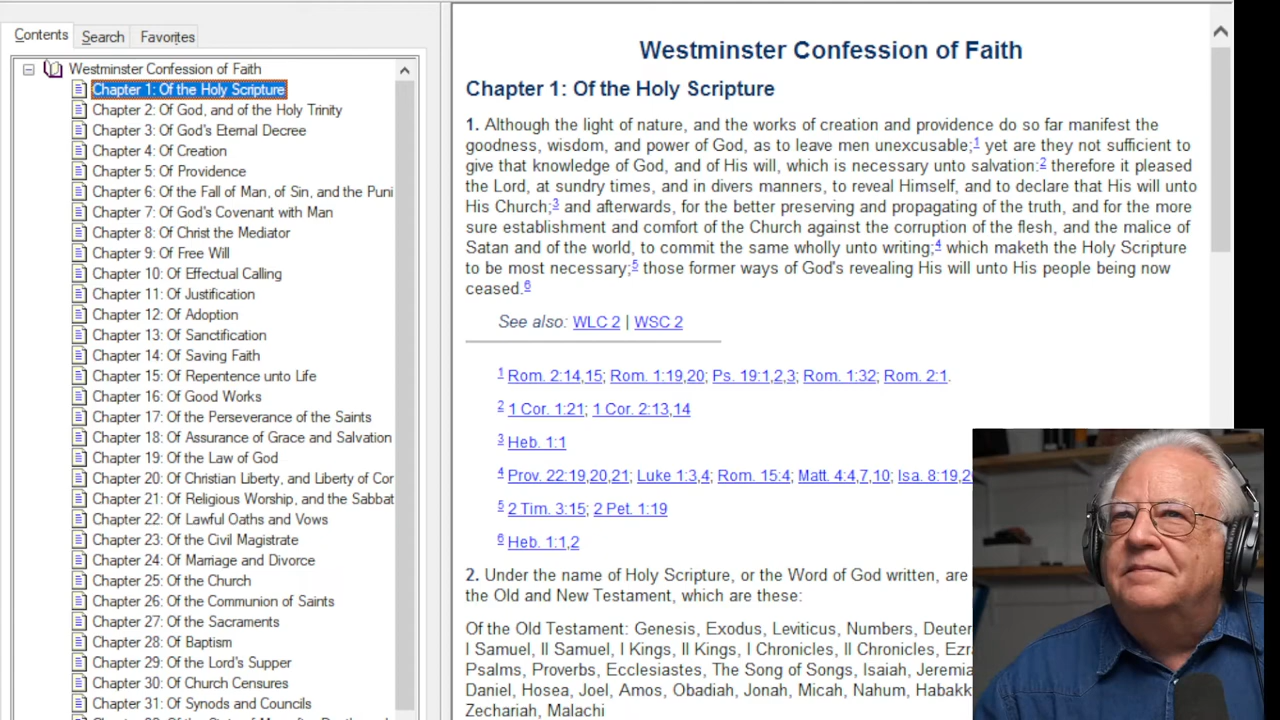 Contents
Search
Favorites
Westminster Confession of Faith
Chapter 1: Of the Holy Scripture
Chapter 2: Of God, and of the Holy Trinity
Chapter 3: Of God's Eternal Decree
Chapter 4: Of Creation
Chapter 5: Of Providence
Chapter 6: Of the Fall of Man, of Sin, and the Puni
Chapter 7: Of God's Covenant with Man
Chapter 8: Of Christ the Mediator
Chapter 9: Of Free Will
Chapter 10: Of Effectual Calling
Chapter 11: Of Justification
Chapter 12: Of Adoption
Chapter 13: Of Sanctification
Chapter 14: Of Saving Faith
Chapter 15: Of Repentence unto Life
Chapter 16: Of Good Works
Chapter 17: Of the Perseverance of the Saints
Chapter 18: Of Assurance of Grace and Salvation
Chapter 19: Of the Law of God
Chapter 20: Of Christian Liberty, and Liberty of Cor
Chapter 21: Of Religious Worship, and the Sabbat
Chapter 22: Of Lawful Oaths and Vows
Chapter 23: Of the Civil Magistrate
Chapter 24: Of Marriage and Divorce
Chapter 25: Of the Church
Chapter 26: Of the Communion of Saints
Chapter 27: Of the Sacraments
Chapter 28: Of Baptism
Chapter 29: Of the Lord's Supper
Chapter 30: Of Church Censures
Chapter 31: Of Synods and Councils
Westminster Confession of Faith
Chapter 1: Of the Holy Scripture
1. Although the light of nature, and the works of creation and providence do so far manifest the
goodness, wisdom, and power of God, as to leave men unexcusable;1 yet are they not sufficient to
give that knowledge of God, and of His will, which is necessary unto salvation:2 therefore it pleased
the Lord, at sundry times, and in divers manners, to reveal Himself, and to declare that His will unto
His Church;3 and afterwards, for the better preserving and propagating of the truth, and for the more
sure establishment and comfort of the Church against the corruption of the flesh, and the malice of
Satan and of the world, to commit the same wholly unto writing;4 which maketh the Holy Scripture
to be most necessary;5 those former ways of God's revealing His will unto His people being now
ceased.6
See also: WLC 2 | WSC 2
1 Rom. 2:14,15; Rom. 1:19,20; Ps. 19:1,2,3; Rom. 1:32; Rom. 2:1.
2 1 Cor. 1:21; 1 Cor. 2:13,14
3 Heb. 1:1
4 Prov. 22:19,20,21; Luke 1:3,4; Rom. 15:4; Matt. 4:4,7,10; Isa. 8:19,2
5 2 Tim. 3:15; 2 Pet. 1:19
6 Heb. 1:1,2
2. Under the name of Holy Scripture, or the Word of God written, are
the Old and New Testament, which are these:
Of the Old Testament: Genesis, Exodus, Leviticus, Numbers, Deuter
I Samuel, II Samuel, I Kings, II Kings, I Chronicles, II Chronicles, Ezr
Psalms, Proverbs, Ecclesiastes, The Song of Songs, Isaiah, Jeremia
Daniel, Hosea, Joel, Amos, Obadiah, Jonah, Micah, Nahum, Habakk
Zechariah, Malachi